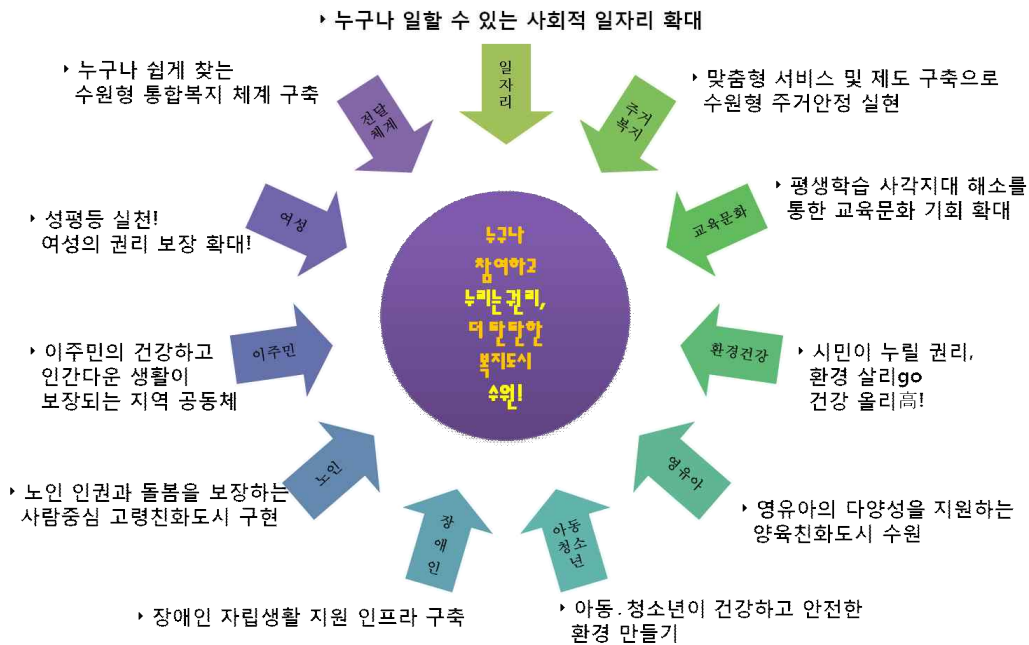 ‣ 누구나 일할 수 있는 사회적 일자리 확대
일
자
리
‣ 맞춤형 서비스 및 제도 구축으로
수원형 주거안정 실현
주거
복지
‣ 평생학습 사각지대 해소를
통한 교육문화 기회 확대
교육문화
‣ 시민이 누릴 권리,
환경 살리go
건강 올리高!
환경건강
‣ 영유아의 다양성을 지원하는
양육친화도시 수원
영유아
‣ 아동․청소년이 건강하고 안전한
환경 만들기
아동
청소
년
‣ 장애인 자립생활 지원 인프라 구축
장
애
인
‣ 노인 인권과 돌봄을 보장하는
사람중심 고령친화도시 구현
노인
‣ 이주민의 건강하고
인간다운 생활이
보장되는 지역 공동체
이주민
‣ 성평등 실천!
여성의 권리 보장 확대!
여성
‣ 누구나 쉽게 찾는
수원형 통합복지 체계 구축
전달
체계
누구나
참여하고
누리는 권리,
더 탄탄한
복지도시
수원!